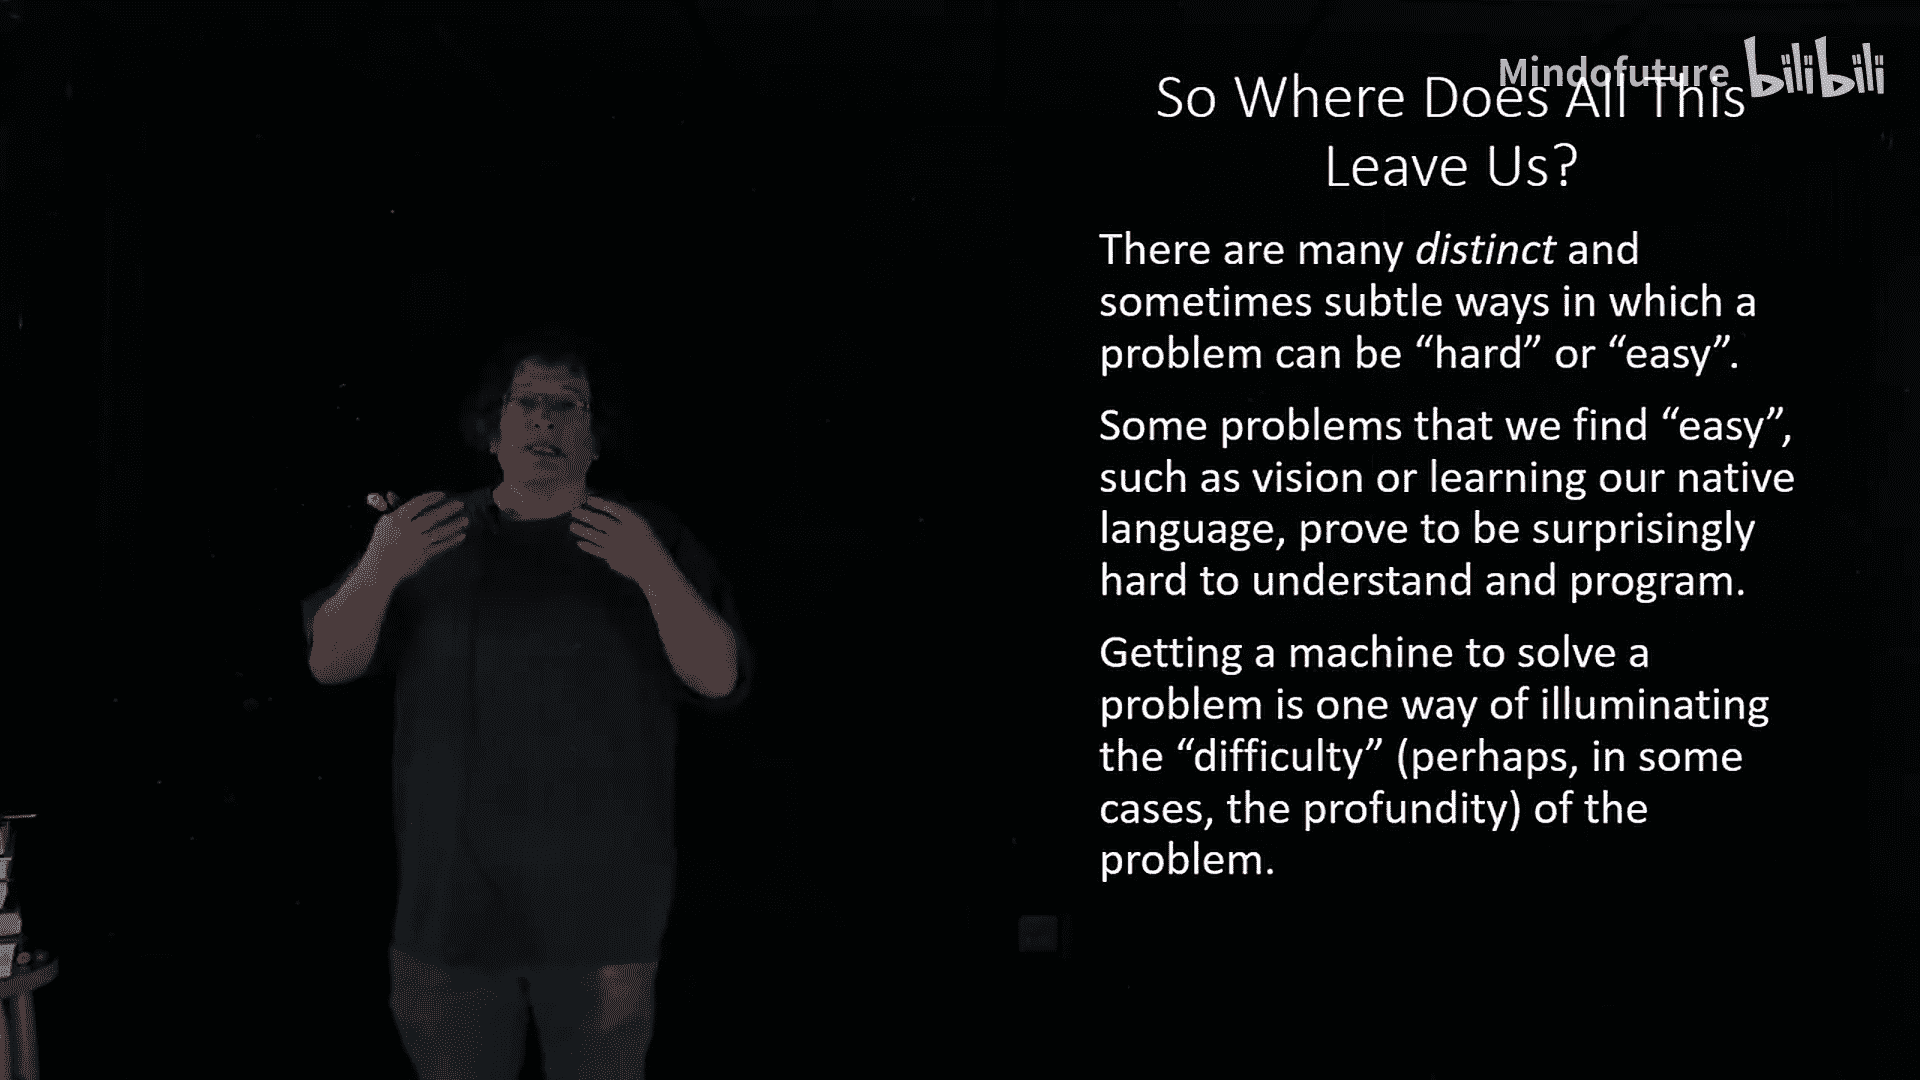 Mindofuture bilibili
So Where Does All This
Leave Us?
There are many distinct and
sometimes subtle ways in which a
problem can be “hard” or “easy”.
Some problems that we find “easy”,
such as vision or learning our native
language, prove to be surprisingly
hard to understand and program.
Getting a machine to solve a
problem is one way of illuminating
the “difficulty” (perhaps, in some
cases, the profundity) of the
problem.